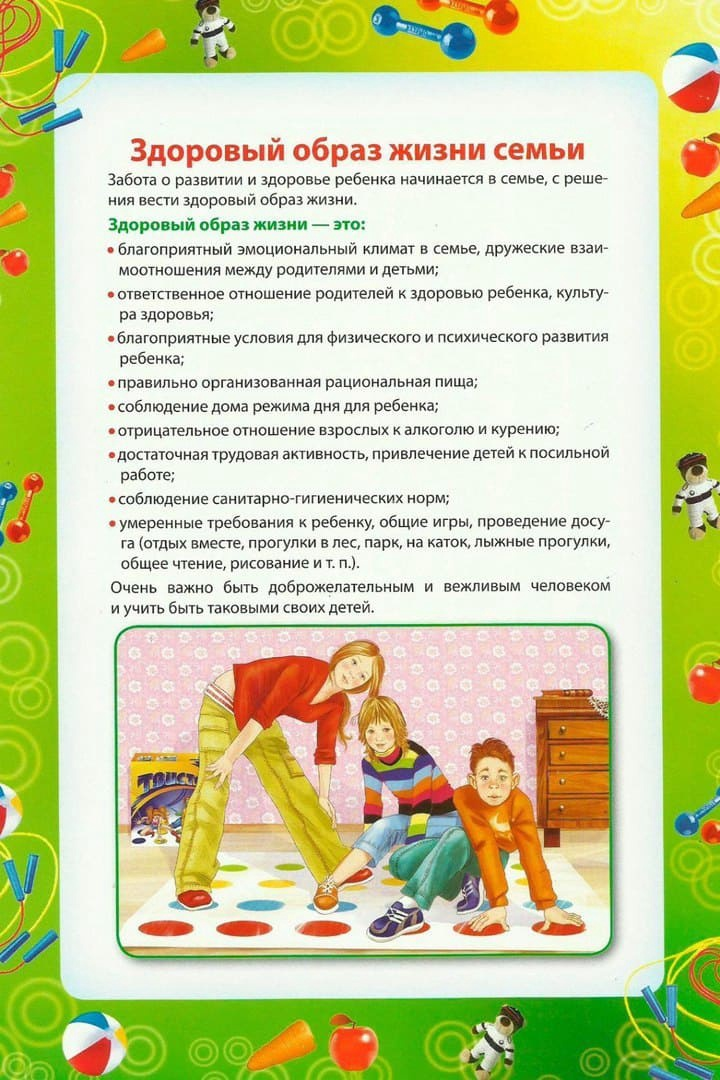 Здоровый образ жизни семьи
Забота о развитии и здоровье ребенка начинается в семье, с реше-
ния вести здоровый образ жизни.
Здоровый образ жизни — это:
• благоприятный эмоциональный климат в семье, дружеские взаи-
моотношения между родителями и детьми;
• ответственное отношение родителей к здоровью ребенка, культу-
ра здоровья;
• благоприятные условия для физического и психического развития
ребенка;
• правильно организованная рациональная пища;
• соблюдение дома режима дня для ребенка;
• отрицательное отношение взрослых к алкоголю и курению;
• достаточная трудовая активность, привлечение детей к посильной
работе;
• соблюдение санитарно-гигиенических норм;
• умеренные требования к ребенку, общие игры, проведение досу-
га (отдых вместе, прогулки в лес, парк, на каток, лыжные прогулки,
общее чтение, рисование и т. п.).
Очень важно быть доброжелательным и вежливым человеком
и учить быть таковыми своих детей.